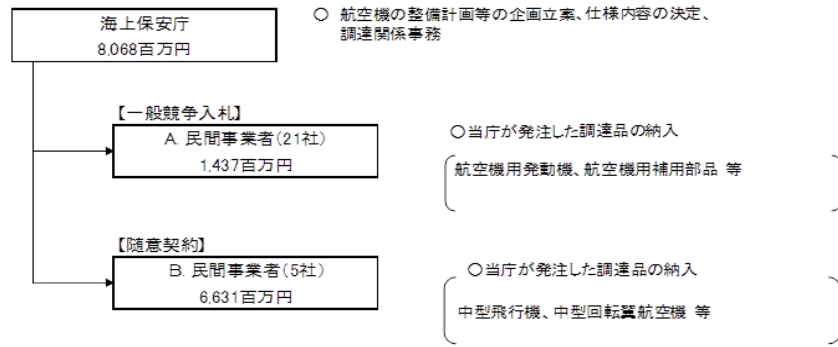 海上保安庁
8,068百万円
○ 航空機の整備計画等の企画立案、仕様内容の決定、
調達関係事務
【一般競争入札】
A. 民間事業者(21社)
1,437百万円
○当庁が発注した調達品の納入
航空機用発動機、航空機用補用部品 等
【随意契約】
B. 民間事業者(5社)
6,631百万円
○当庁が発注した調達品の納入
中型飛行機、中型回転翼航空機 等